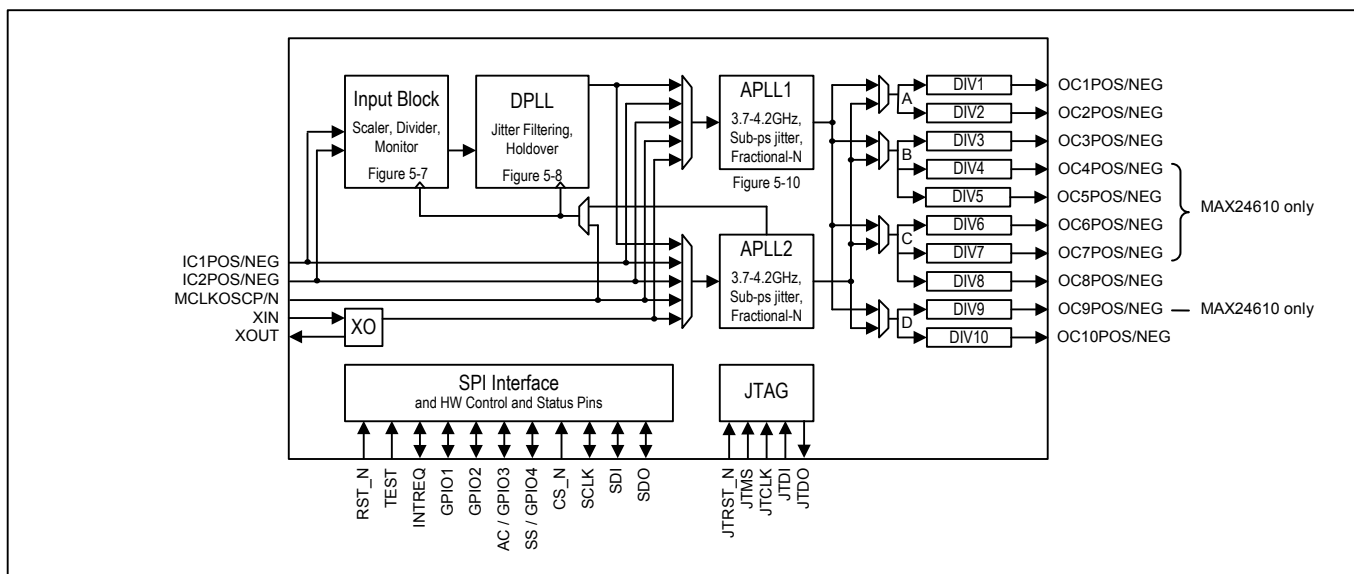 Input Block
Scaler, Divider,
Monitor
Figure 5-7
DPLL
Jitter Filtering,
Holdover
Figure 5-8
APLL1
3.7-4.2GHz,
Sub-ps jitter,
Fractional-N
Figure 5-10
APLL2
3.7-4.2GHz,
Sub-ps jitter,
Fractional-N
A
B
C
D
DIV1
DIV2
DIV3
DIV4
DIV5
DIV6
DIV7
DIV8
DIV9
DIV10
OC1POS/NEG
OC2POS/NEG
OC3POS/NEG
OC4POS/NEG
OC5POS/NEG
OC6POS/NEG
OC7POS/NEG
OC8POS/NEG
OC9POS/NEG
OC10POS/NEG
MAX24610 only
MAX24610 only
IC1POS/NEG
IC2POS/NEG
MCLKOSCP/N
XIN
XOUT
XO
SPI Interface
and HW Control and Status Pins
JTAG
RST_N
TEST
INTREQ
GPIO1
GPIO2
AC / GPIO3
SS / GPIO4
CS_N
SCLK
SDI
SDO
JTRST_N
JTMS
JTCLK
JTDI
JTDO